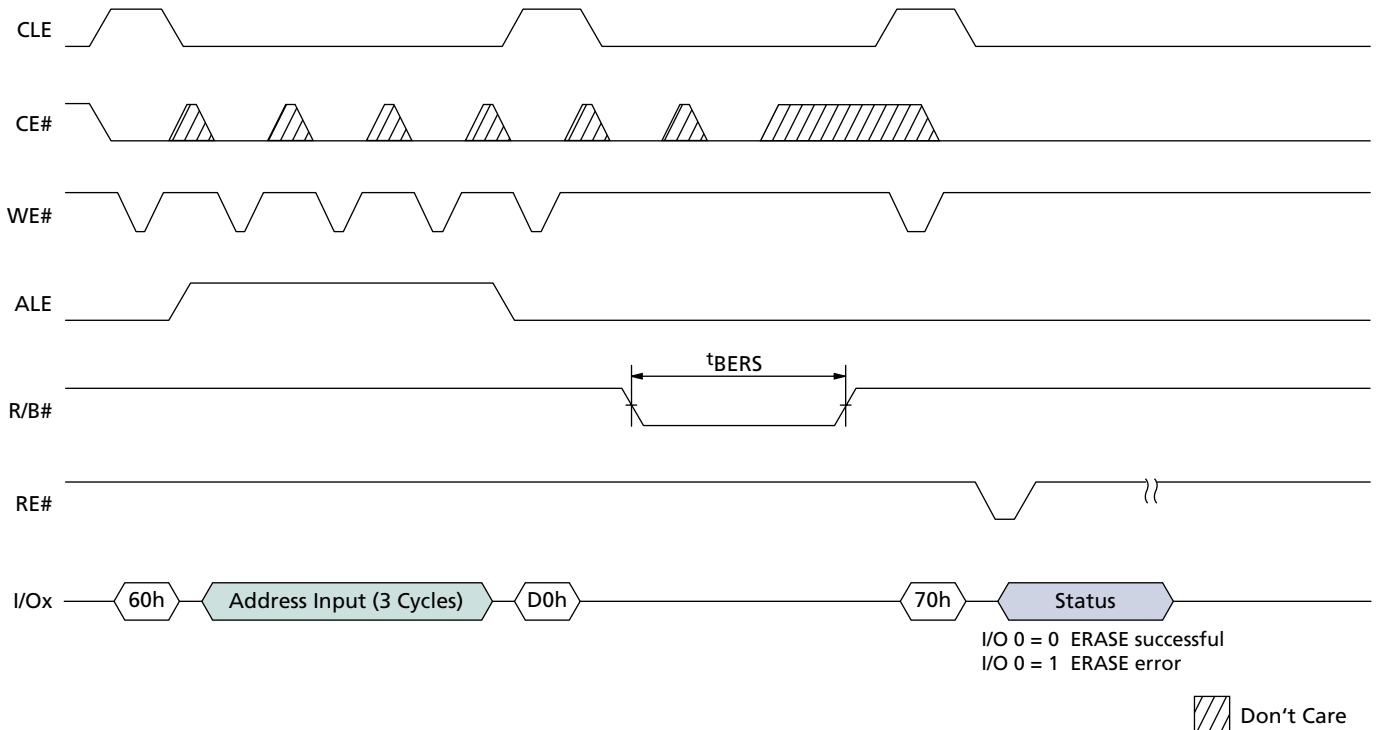 CLE
CE#
WE#
ALE
tBERS
R/B#
RE#
I/Ox
60h
Address Input (3 Cycles)
D0h
70h
Status
I/O 0 = 0 ERASE successful
I/O 0 = 1 ERASE error
Don't Care